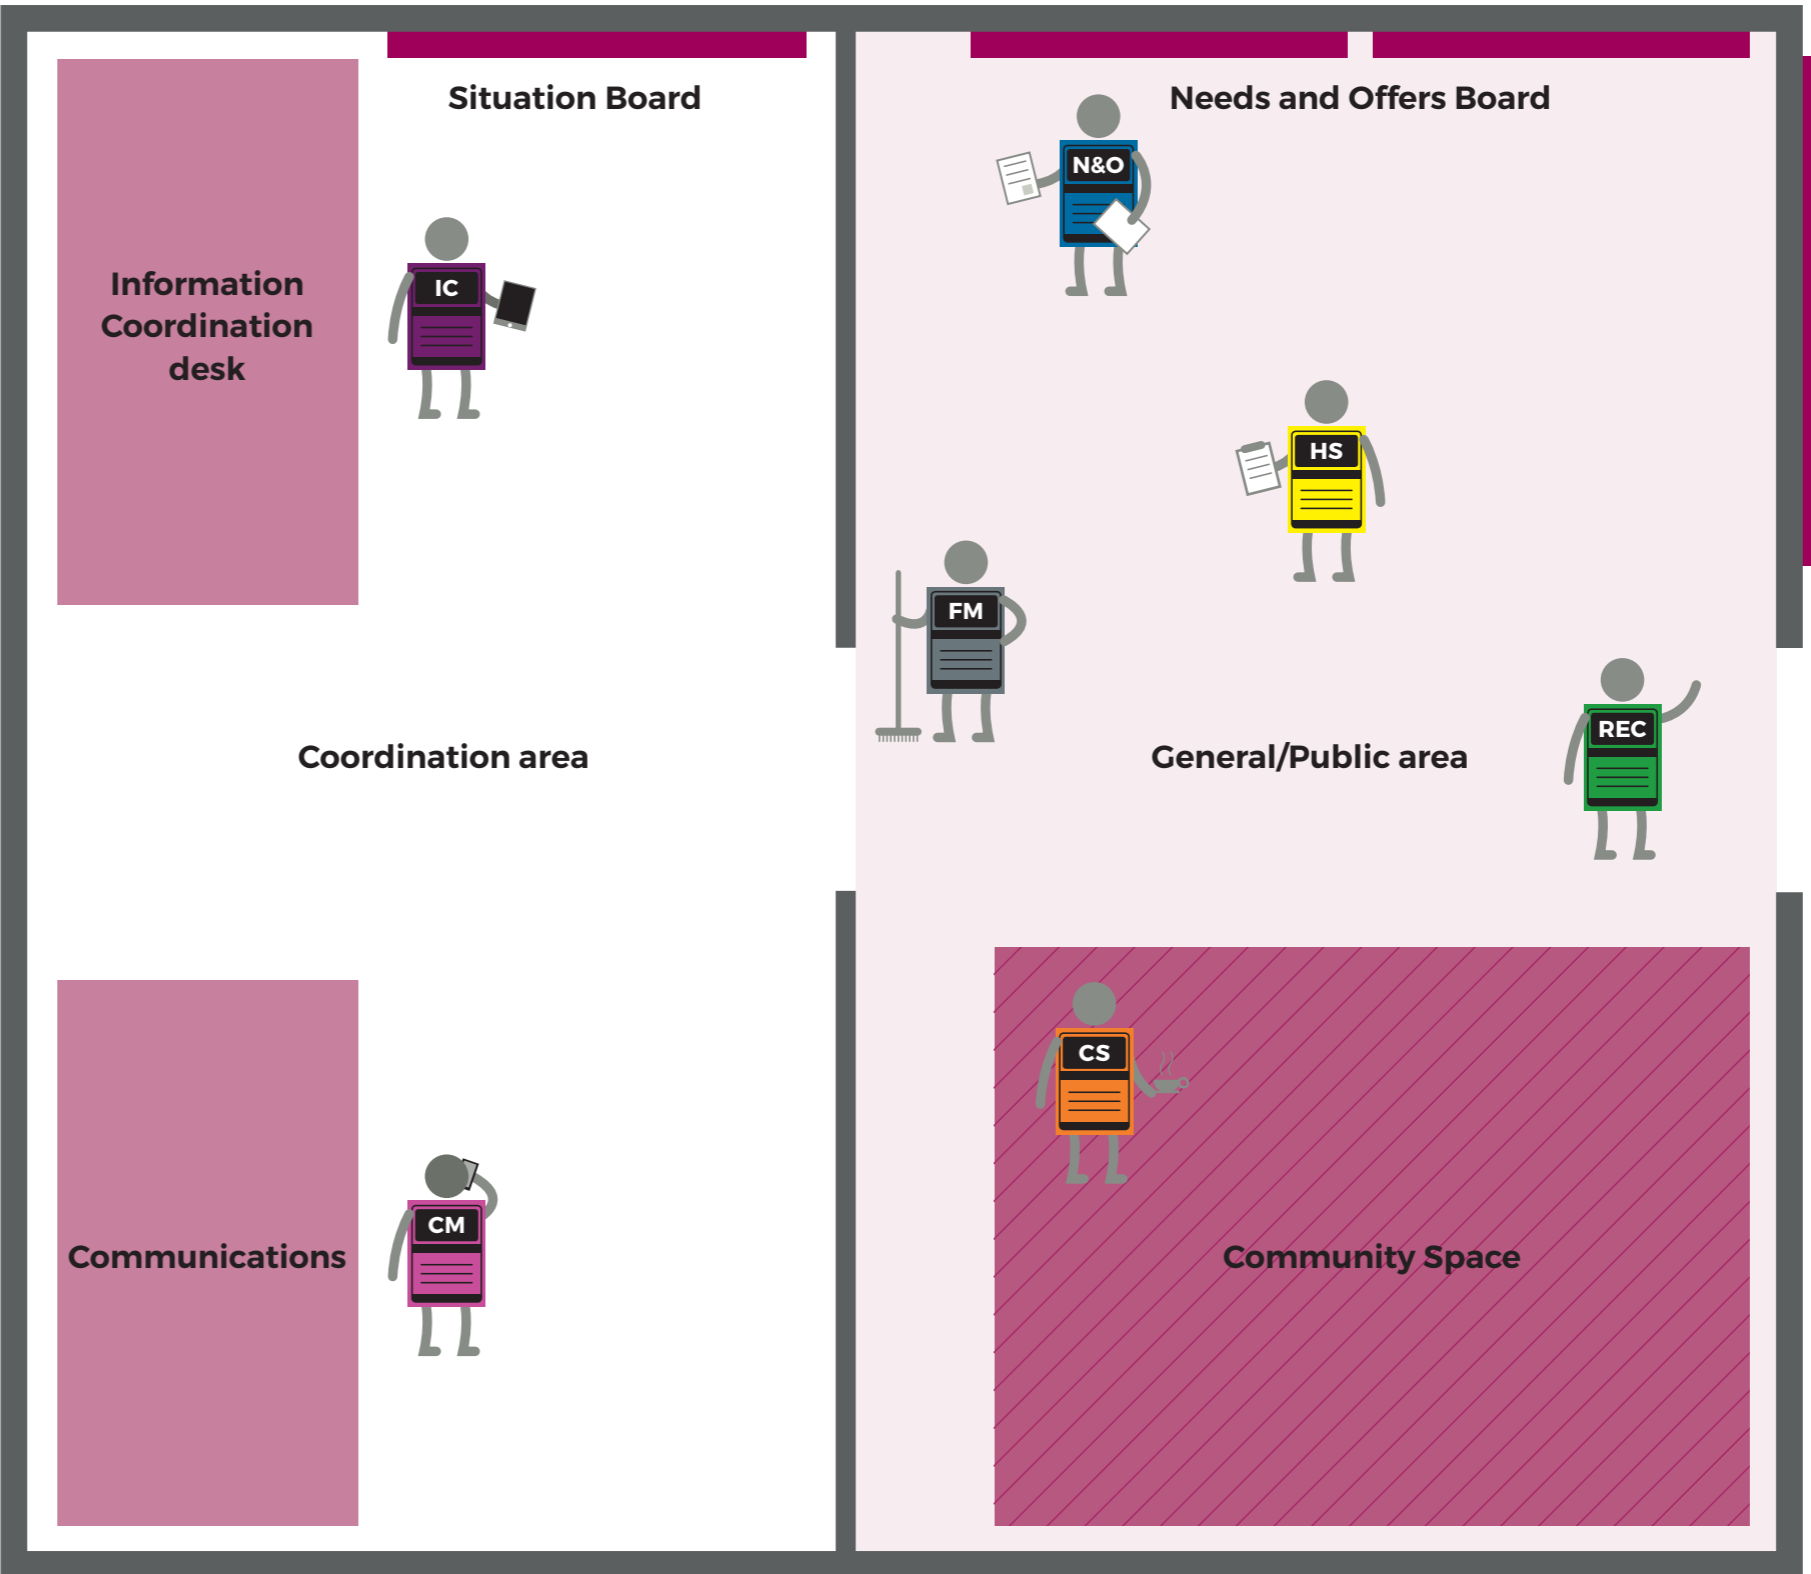 Situation Board
Needs and Offers Board
N&O
Information
Coordination
desk
IC
HS
FM
REC
Coordination area
General/Public area
CS
CM
Communications
Community Space